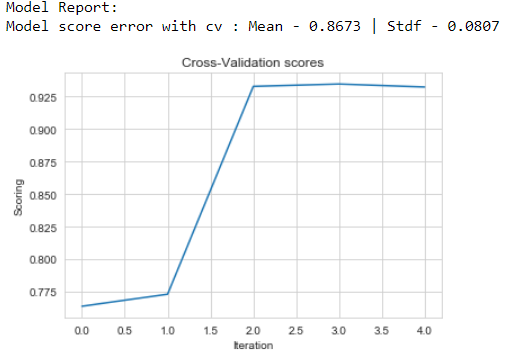 Model Report:
Model score error with cv : Mean - 0.8673 | Stdf - 0.0807
Cross-Validation scores
Scoring
0.925
0.900
0.875
0.850
0.825
0.800
0.775
0.0 0.5 1.0 1.5 2.0 2.5 3.0 3.5 4.0
Iteration